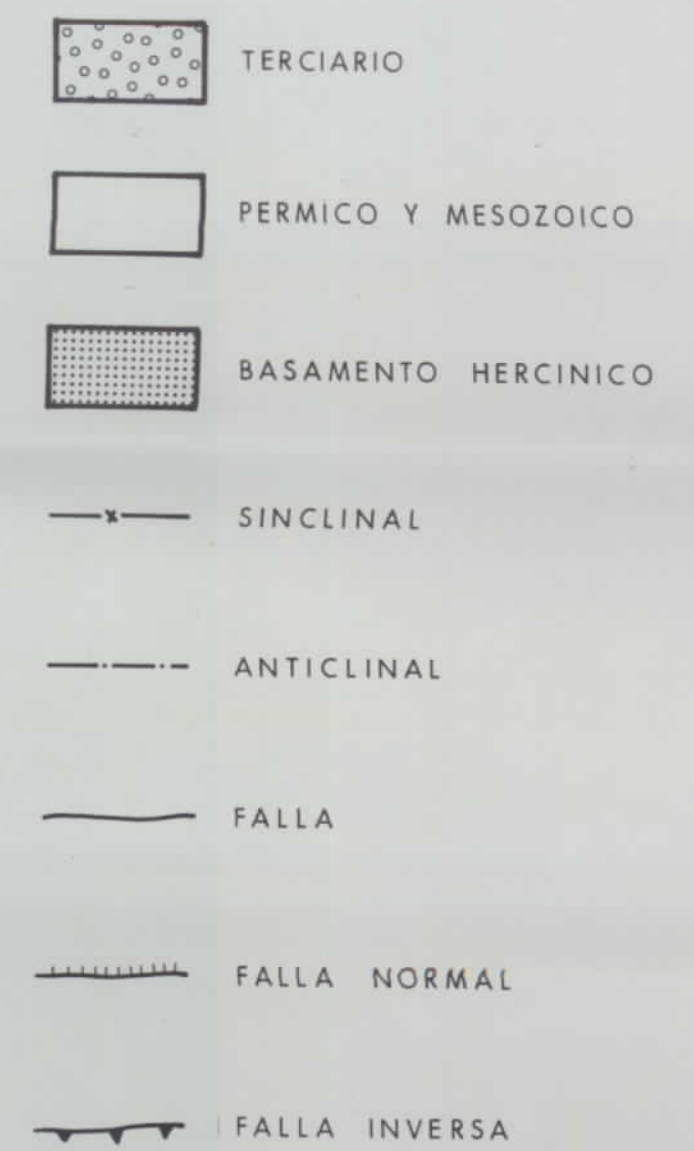 TERCIARIO
PERMICO Y MESOZOICO
BASAMENTO HERCINICO
SINCLINAL
ANTICLINAL
FALLA
FALLA NORMAL
FALLA INVERSA